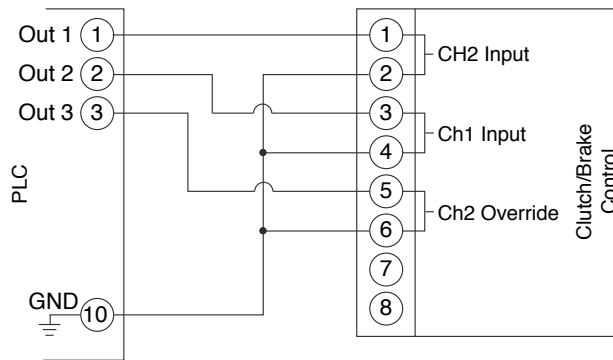 Out 1 1
Out 2 2
Out 3 3
PLC
GND 10
1
2
3
4
5
6
7
8
CH2 Input
Ch1 Input
Ch2 Override
Clutch/Brake
Control